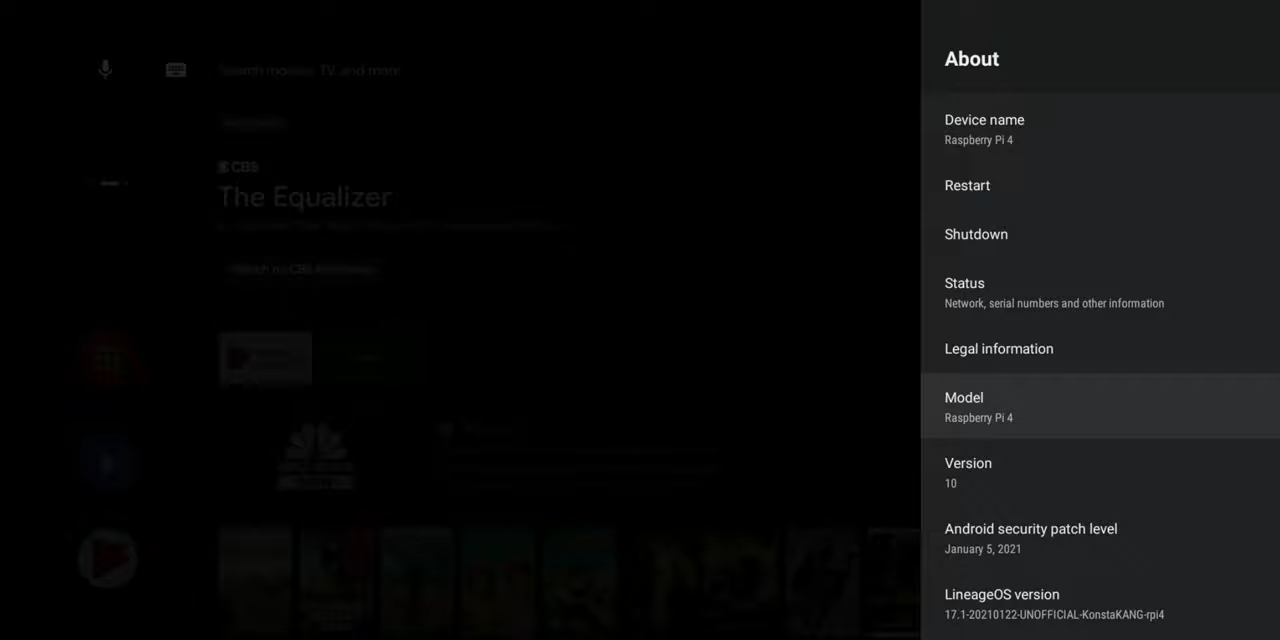 Search movies, TV, and more
CBS
The Equalizer
About
Device name
Raspberry Pi 4
Restart
Shutdown
Status
Network, serial numbers and other information
Legal information
Model
Raspberry Pi 4
Version
10
Android security patch level
January 5, 2021
LineageOS version
17.1-20210122-UNOFFICIAL-KonstaKANG-rpi4